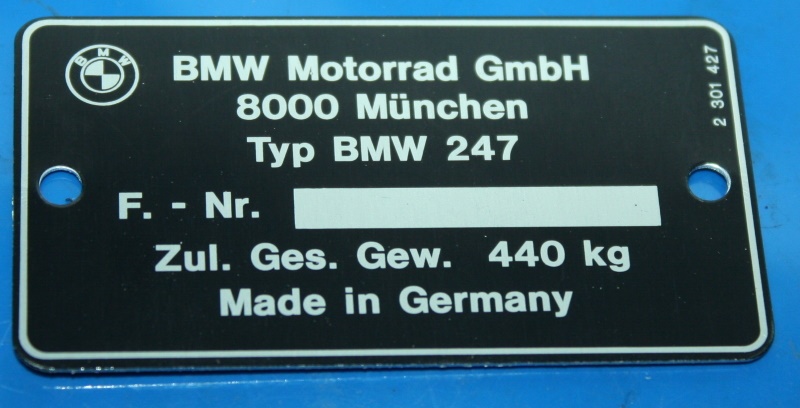 BMW
BMW Motorrad GmbH
8000 München
Typ BMW 247
F. - Nr.
Zul. Ges. Gew. 440 kg
Made in Germany
2 301 427